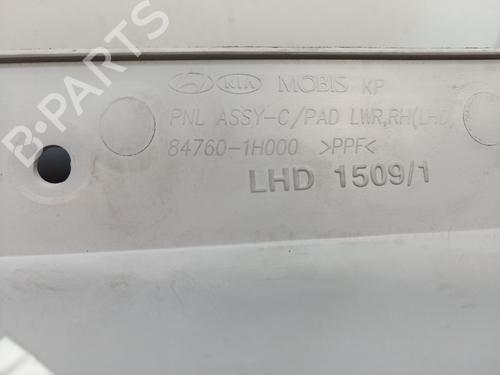 KIA MOBIS KP
PNL ASSY-C/PAD LWR,RH(LHD
84760-1H000 >PPF<
LHD 1509/1
B-PARTS